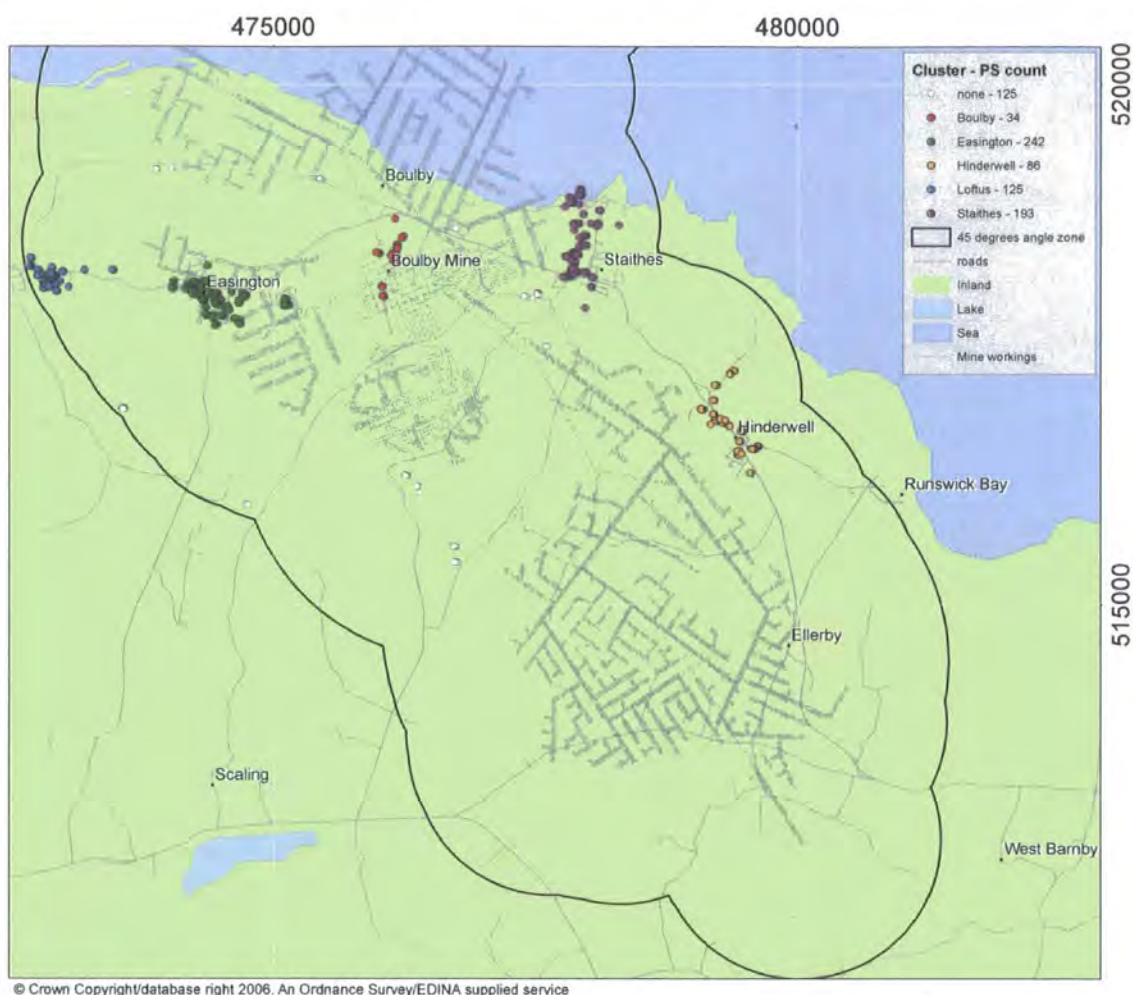 475000
480000
520000
515000
Cluster - PS count
none - 125
Boulby - 34
Easington - 242
Hinderwell - 86
Loftus - 125
Staithes - 193
45 degrees angle zone
roads
Inland
Lake
Sea
Mine workings
Boulby
Boulby Mine
Staithes
Easington
Hinderwell
Runswick Bay
Ellerby
Scaling
West Barnby
© Crown Copyright/database right 2006. An Ordnance Survey/EDINA supplied service